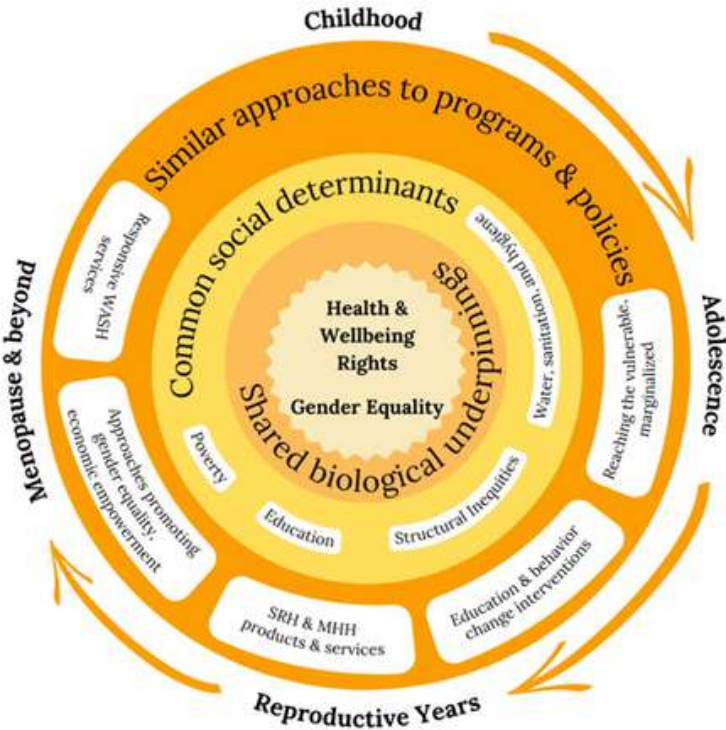 Childhood
Similar approaches to programs & policies
Common social determinants
Shared biological underpinnings
Health &
Wellbeing
Rights
Gender Equality
Water, sanitation, and hygiene
Structural Inequities
Education
Poverty
Reaching the vulnerable,
marginalized
Education & behavior
change interventions
SRH & MHH
products & services
Approaches promoting
gender equality,
economic empowerment
Responsive WASH
services
Adolescence
Reproductive Years
Menopause & beyond